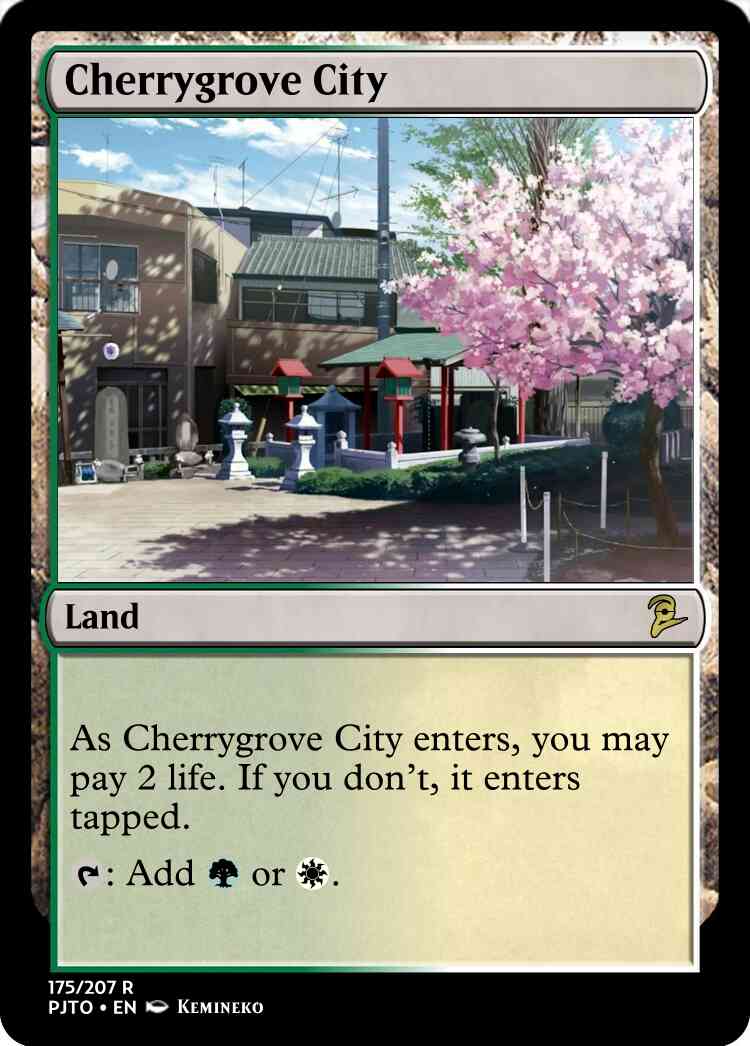 Cherrygrove City
Land
As Cherrygrove City enters, you may
pay 2 life. If you don't, it enters
tapped.
: Add or .
175/207 R
PJTO • EN Kemineko